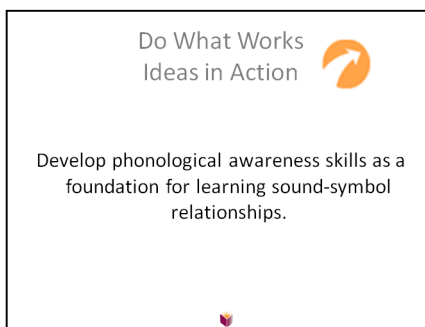 Do What Works
Ideas in Action
Develop phonological awareness skills as a
foundation for learning sound-symbol
relationships.